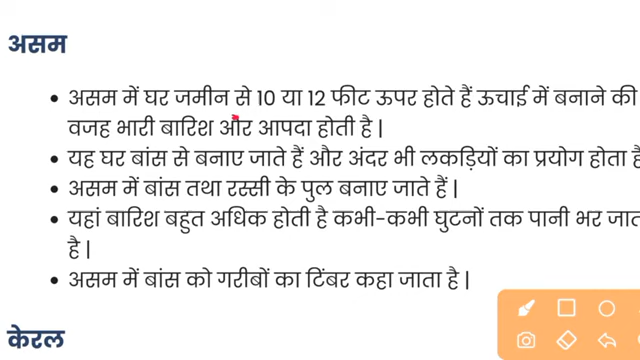 असम
• असम में घर जमीन से 10 या 12 फीट ऊपर होते हैं ऊचाई में बनाने की
वजह भारी बारिश और आपदा होती है |
• यह घर बांस से बनाए जाते हैं और अंदर भी लकड़ियों का प्रयोग होता है
• असम में बांस तथा रस्सी के पुल बनाए जाते हैं |
• यहां बारिश बहुत अधिक होती है कभी-कभी घुटनों तक पानी भर
है |
• असम में बांस को गरीबों का टिंबर कहा जाता है |
केरल